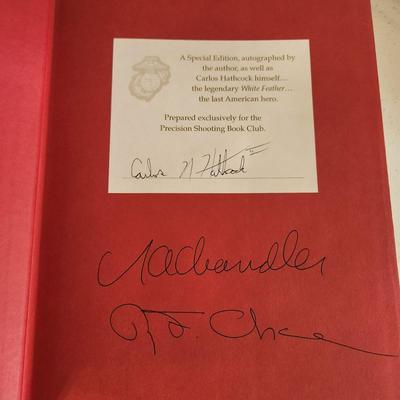 A Special Edition, autographed by
the author, as well as
Carlos Hathcock himself...
the legendary White Feather...
the last American hero.
Prepared exclusively for the
Precision Shooting Book Club.
Carlos N Hathcock II
NAChandler